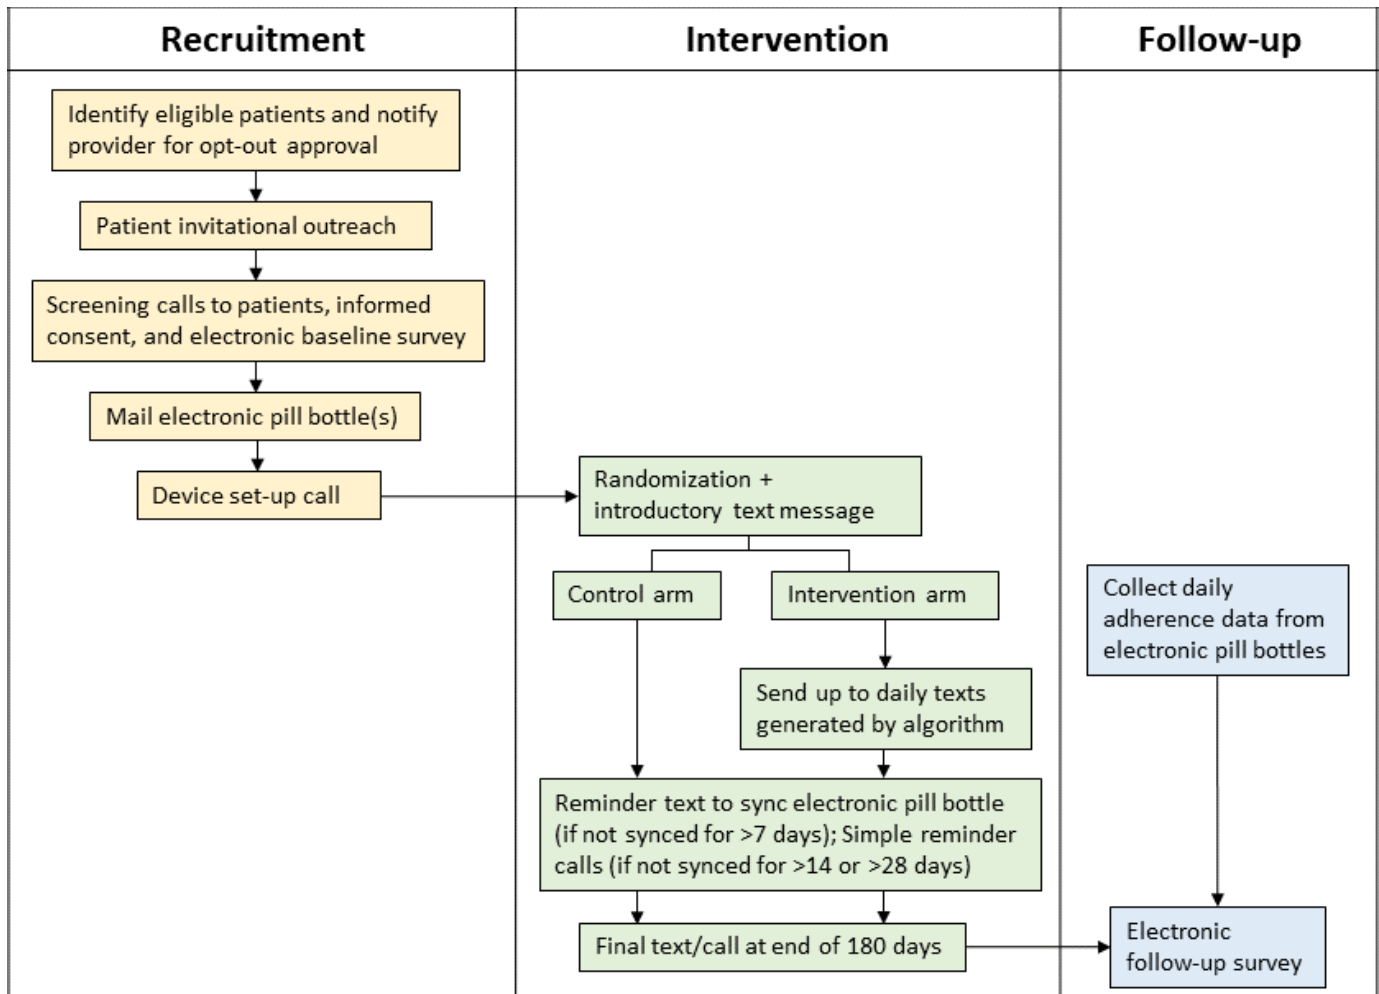 Recruitment
Intervention
Follow-up
Identify eligible patients and notify
provider for opt-out approval
Patient invitational outreach
Screening calls to patients, informed
consent, and electronic baseline survey
Mail electronic pill bottle(s)
Device set-up call
Randomization +
introductory text message
Control arm
Intervention arm
Send up to daily texts
generated by algorithm
Reminder text to sync electronic pill bottle
(if not synced for >7 days); Simple reminder
calls (if not synced for >14 or >28 days)
Final text/call at end of 180 days
Collect daily
adherence data from
electronic pill bottles
Electronic
follow-up survey